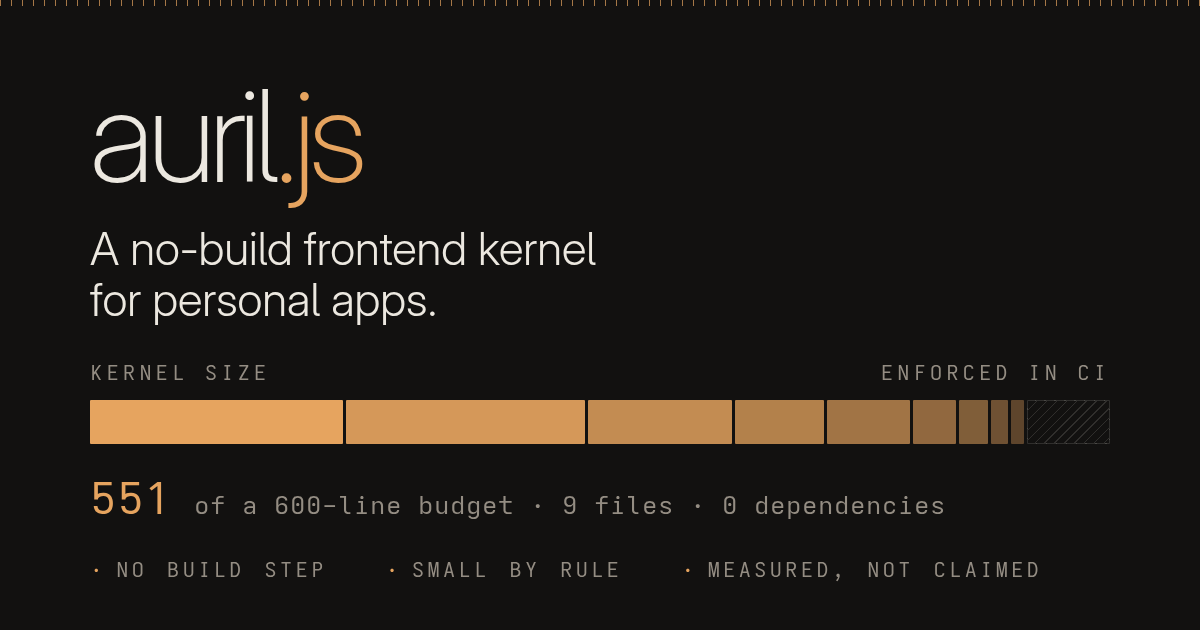 auril.js
A no-build frontend kernel
for personal apps.
KERNEL SIZE ENFORCED IN CI
551 of a 600-line budget · 9 files · 0 dependencies
· NO BUILD STEP · SMALL BY RULE · MEASURED, NOT CLAIMED